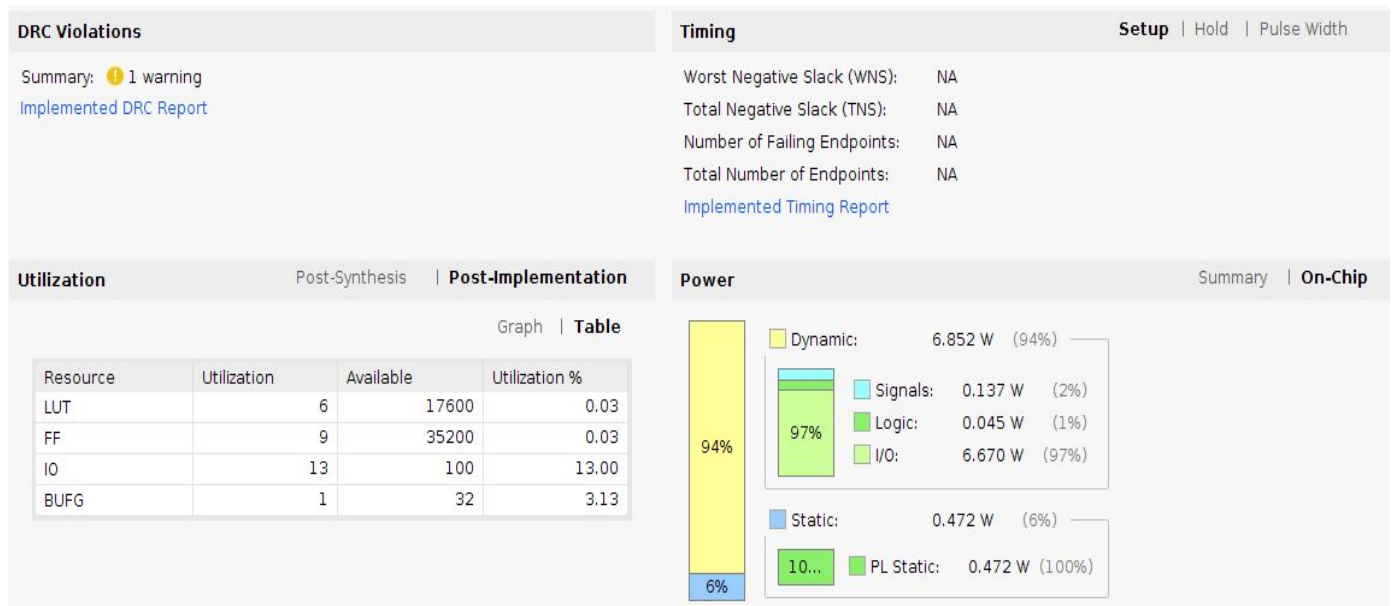 DRC Violations
Summary: 1 warning
Implemented DRC Report
Timing
Setup | Hold | Pulse Width
Worst Negative Slack (WNS): NA
Total Negative Slack (TNS): NA
Number of Failing Endpoints: NA
Total Number of Endpoints: NA
Implemented Timing Report
Utilization
Post-Synthesis | Post-Implementation
Graph | Table
Resource Utilization Available Utilization %
LUT 6 17600 0.03
FF 9 35200 0.03
IO 13 100 13.00
BUFG 1 32 3.13
Power
Summary | On-Chip
94%
6%
Dynamic: 6.852 W (94%)
97%
Signals: 0.137 W (2%)
Logic: 0.045 W (1%)
I/O: 6.670 W (97%)
Static: 0.472 W (6%)
10...
PL Static: 0.472 W (100%)